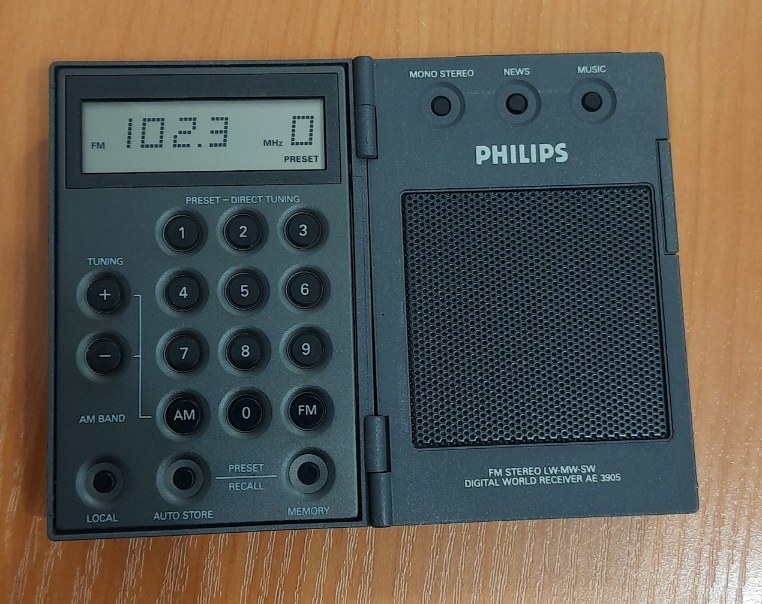 FM 102.3 MHz 0
PRESET
PRESET – DIRECT TUNING
1 2 3
TUNING
+ 4 5 6
− 7 8 9
AM BAND AM 0 FM
PRESET
RECALL
LOCAL AUTO STORE MEMORY
MONO STEREO NEWS MUSIC
PHILIPS
FM STEREO LW-MW-SW
DIGITAL WORLD RECEIVER AE 3905